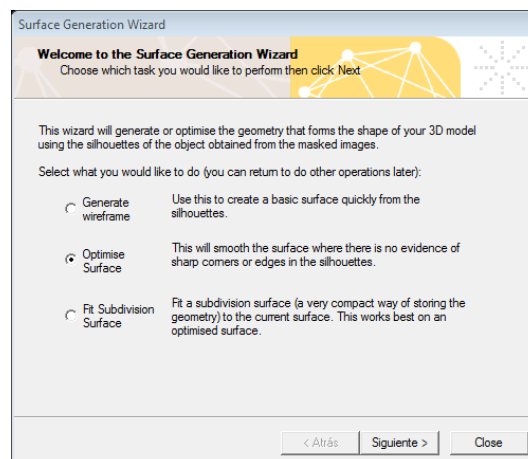 Surface Generation Wizard
Welcome to the Surface Generation Wizard
Choose which task you would like to perform then click Next
This wizard will generate or optimise the geometry that forms the shape of your 3D model
using the silhouettes of the object obtained from the masked images.
Select what you would like to do (you can return to do other operations later):
Generate
wireframe
Use this to create a basic surface quickly from the
silhouettes.
Optimise
Surface
This will smooth the surface where there is no evidence of
sharp corners or edges in the silhouettes.
Fit Subdivision
Surface
Fit a subdivision surface (a very compact way of storing the
geometry) to the current surface. This works best on an
optimised surface.
< Atrás
Siguiente >
Close